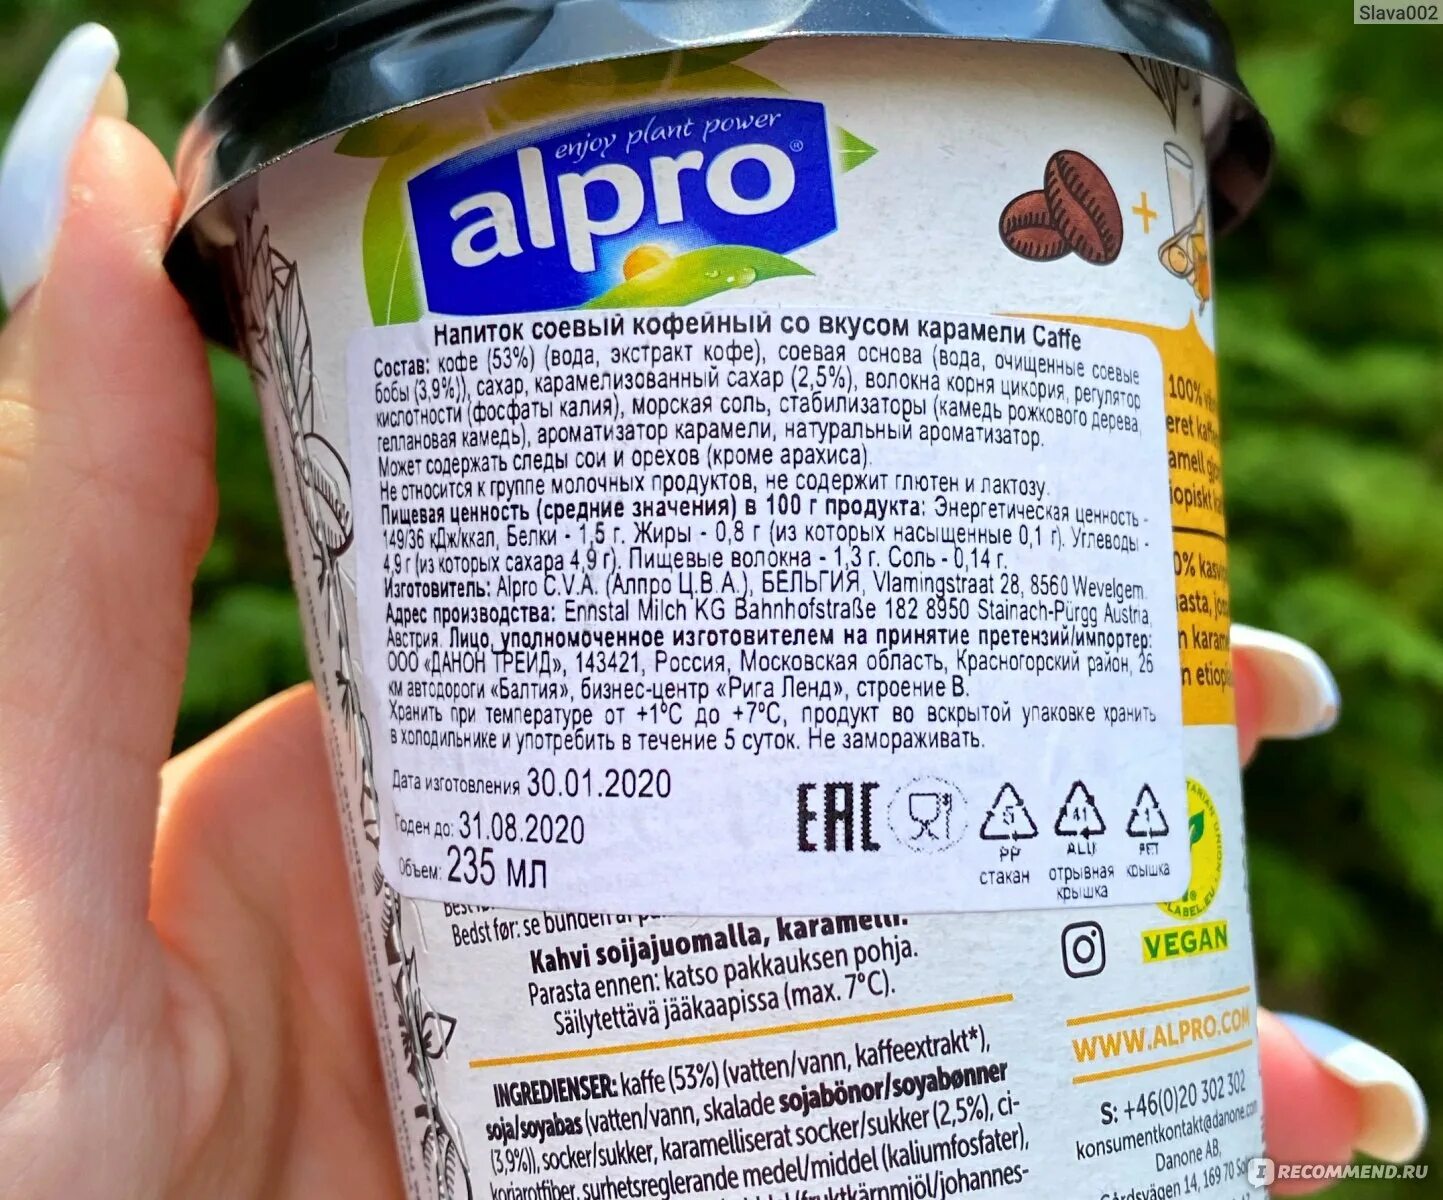 Slava002
enjoy plant power
alpro®
+
Напиток соевый кофейный со вкусом карамели Caffe
Состав: кофе (53%) (вода, экстракт кофе), соевая основа (вода, очищенные соевые
бобы (3,9%)), сахар, карамелизованный сахар (2,5%), волокна корня цикория, регулятор
кислотности (фосфаты калия), морская соль, стабилизаторы (камедь рожкового дерева,
геллановая камедь), ароматизатор карамели, натуральный ароматизатор.
Может содержать следы сои и орехов (кроме арахиса).
Не относится к группе молочных продуктов, не содержит глютен и лактозу.
Пищевая ценность (средние значения) в 100 г продукта: Энергетическая ценность -
149/36 кДж/ккал, Белки - 1,5 г. Жиры - 0,8 г (из которых насыщенные 0,1 г). Углеводы -
4,9 г (из которых сахара 4,9 г). Пищевые волокна - 1,3 г. Соль - 0,14 г.
Изготовитель: Alpro C.V.A. (Алпро Ц.В.А.), БЕЛЬГИЯ, Vlamingstraat 28, 8560 Wevelgem.
Адрес производства: Ennstal Milch KG Bahnhofstraße 182 8950 Stainach-Pürgg Austria,
Австрия. Лицо, уполномоченное изготовителем на принятие претензий/импортер:
ООО «ДАНОН ТРЕЙД», 143421, Россия, Московская область, Красногорский район, 26
км автодороги «Балтия», бизнес-центр «Рига Ленд», строение В.
Хранить при температуре от +1°C до +7°C, продукт во вскрытой упаковке хранить
в холодильнике и употребить в течение 5 суток. Не замораживать.
Дата изготовления 30.01.2020
Годен до: 31.08.2020
Объем: 235 мл
EAC
5
PP
стакан
41
ALU
отрывная
крышка
1
PET
крышка
100%
eret
0%
VEGAN
Bedst før: se bunden
Kahvi soijajuomalla, karamelli.
Parasta ennen: katso pakkauksen pohja.
Säilytettävä jääkaapissa (max. 7°C).
INGREDIENSER: kaffe (53%) (vatten/vann, kaffeextrakt*),
soja/soyabas (vatten/vann, skalade sojabönor/soyabønner
(3,9%)), socker/sukker, karamelliserat socker/sukker (2,5%), ci-
koriarotfiber, surhetsreglerande medel/middel (kaliumfosfater),
fruktkärnmjöl/johannes-
WWW.ALPRO.COM
S: +46(0)20 302 302
konsumentkontakt@danone.com
Danone AB,
Gårdsvägen 14, 169 70
IRECOMMEND.RU